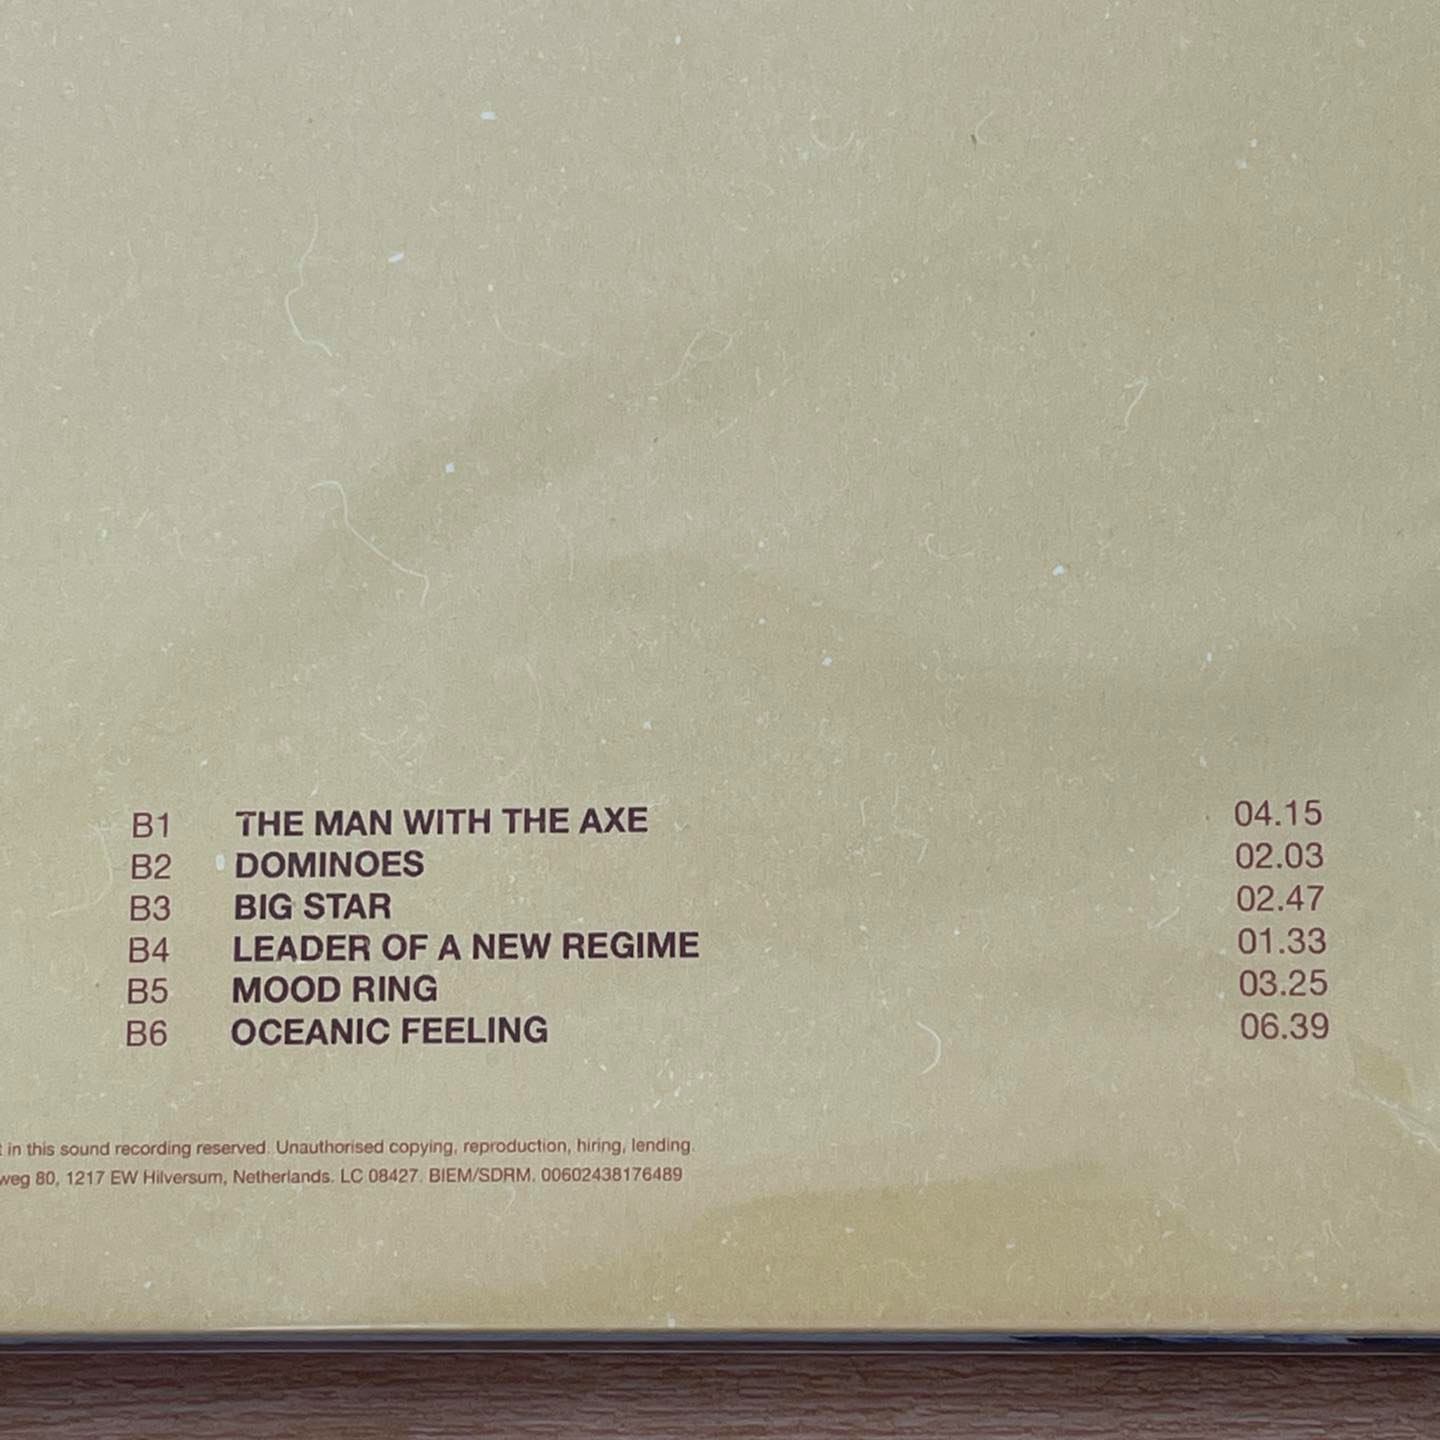 B1 THE MAN WITH THE AXE 04.15
B2 DOMINOES 02.03
B3 BIG STAR 02.47
B4 LEADER OF A NEW REGIME 01.33
B5 MOOD RING 03.25
B6 OCEANIC FEELING 06.39
in this sound recording reserved. Unauthorised copying, reproduction, hiring, lending.
weg 80, 1217 EW Hilversum, Netherlands. LC 08427. BIEM/SDRM. 00602438176489